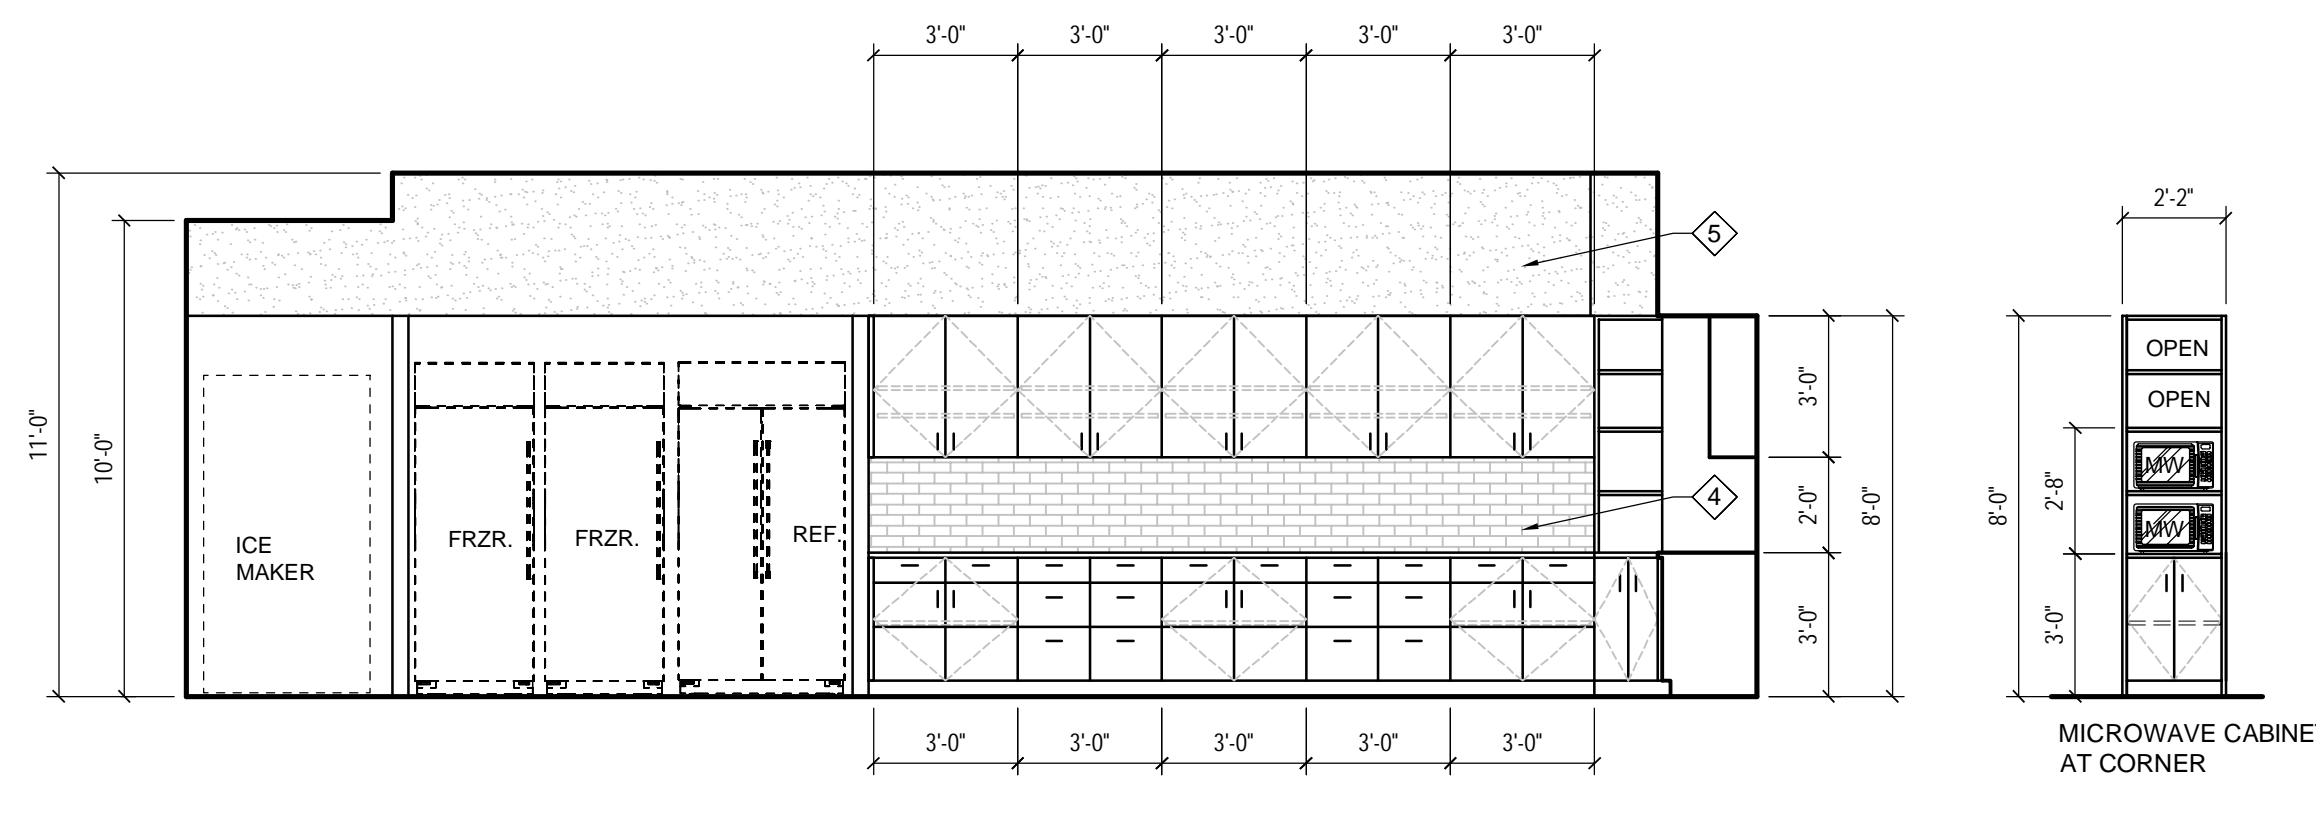 3'-0" 3'-0" 3'-0" 3'-0" 3'-0"
2'-2"
5
OPEN
OPEN
3'-0"
11'-0"
10'-0"
MW
2'-8"
4
2'-0"
8'-0"
8'-0"
MW
ICE
MAKER
FRZR.
FRZR.
REF.
3'-0"
3'-0"
3'-0" 3'-0" 3'-0" 3'-0" 3'-0"
MICROWAVE CABINET
AT CORNER